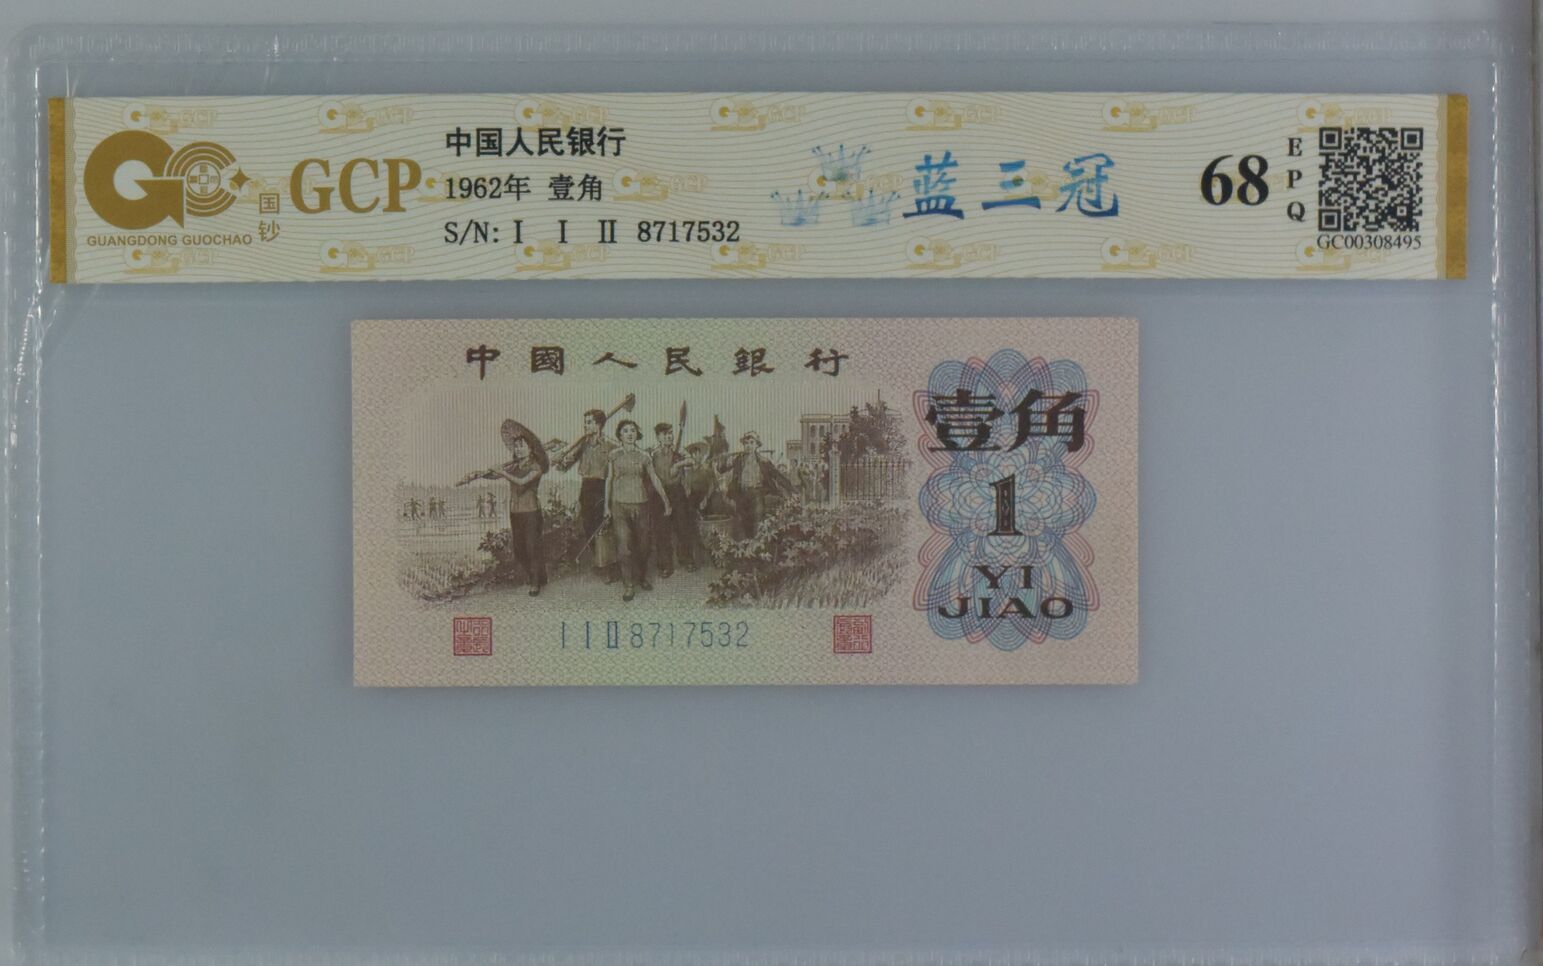 GUANGDONG GUOCHAO
国钞
GCP
中国人民银行
1962年 壹角
S/N: I I II 8717532
蓝三冠
68
EPQ
GC00308495
中國人民銀行
壹角
1
YI
JIAO
I I II 8717532